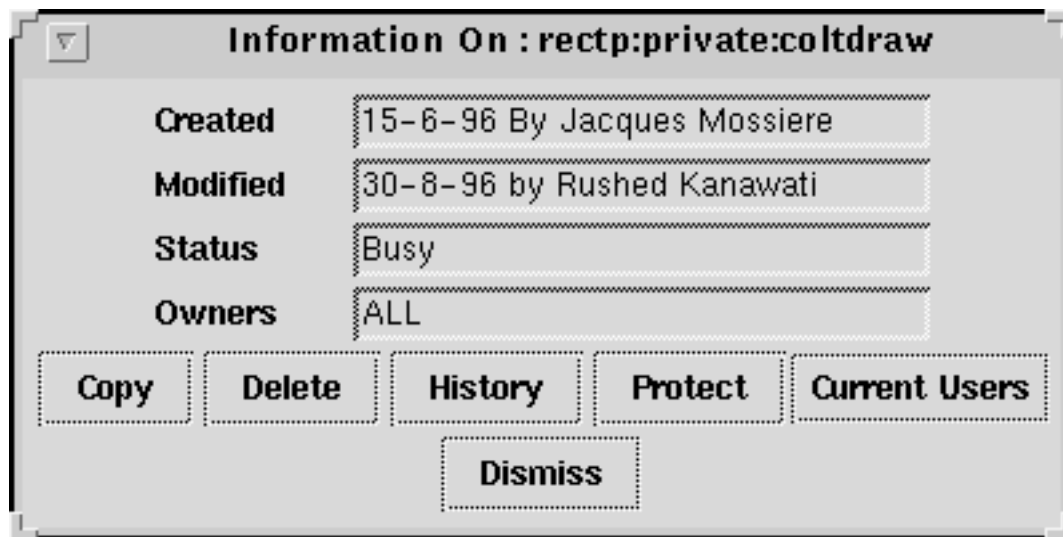 Information On : rectp:private:coltdraw
Created 15-6-96 By Jacques Mossiere
Modified 30-8-96 by Rushed Kanawati
Status Busy
Owners ALL
Copy Delete History Protect Current Users
Dismiss